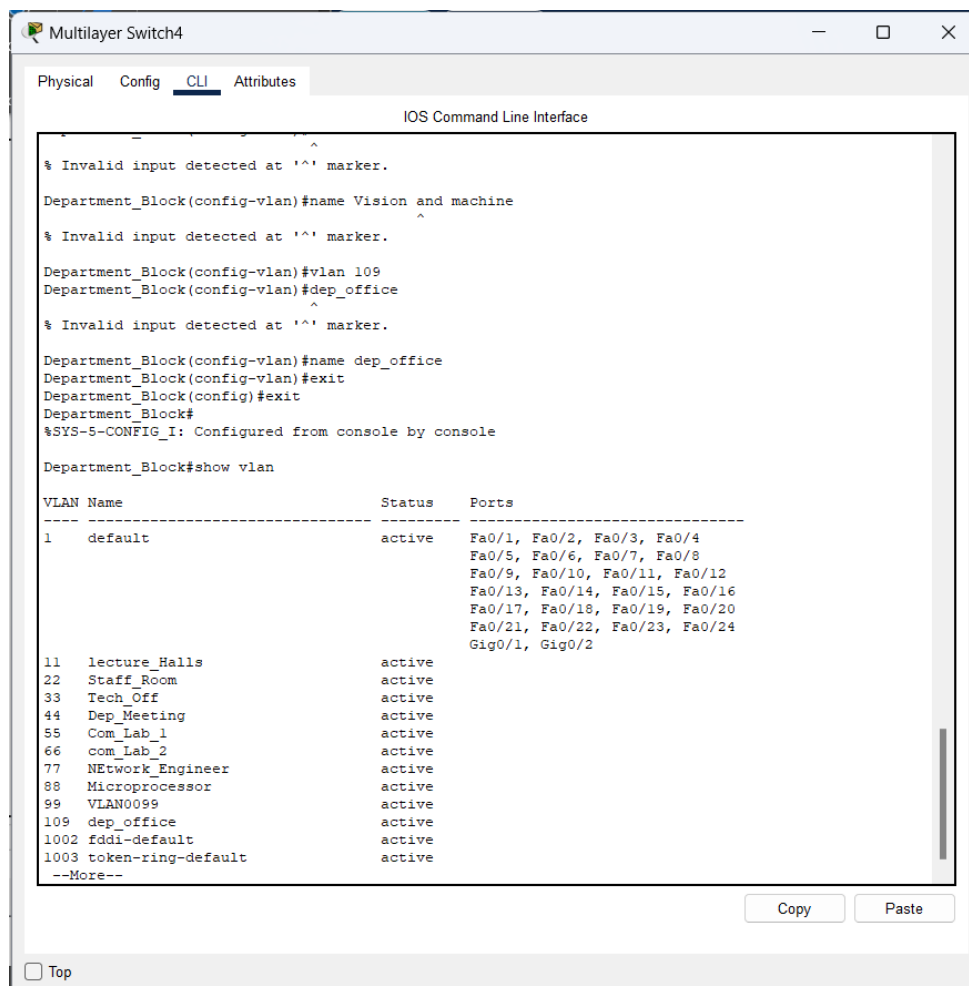 Multilayer Switch4
Physical Config CLI Attributes
IOS Command Line Interface
^
% Invalid input detected at '^' marker.
Department_Block(config-vlan)#name Vision and machine
^
% Invalid input detected at '^' marker.
Department_Block(config-vlan)#vlan 109
Department_Block(config-vlan)#dep_office
^
% Invalid input detected at '^' marker.
Department_Block(config-vlan)#name dep_office
Department_Block(config-vlan)#exit
Department_Block(config)#exit
Department_Block#
%SYS-5-CONFIG_I: Configured from console by console
Department_Block#show vlan
VLAN Name Status Ports
---- -------------------------------- --------- -------------------------------
1 default active Fa0/1, Fa0/2, Fa0/3, Fa0/4
Fa0/5, Fa0/6, Fa0/7, Fa0/8
Fa0/9, Fa0/10, Fa0/11, Fa0/12
Fa0/13, Fa0/14, Fa0/15, Fa0/16
Fa0/17, Fa0/18, Fa0/19, Fa0/20
Fa0/21, Fa0/22, Fa0/23, Fa0/24
Gig0/1, Gig0/2
11 lecture_Halls active
22 Staff_Room active
33 Tech_Off active
44 Dep_Meeting active
55 Com_Lab_1 active
66 com_Lab_2 active
77 NEtwork_Engineer active
88 Microprocessor active
99 VLAN0099 active
109 dep_office active
1002 fddi-default active
1003 token-ring-default active
--More--
Copy Paste
Top